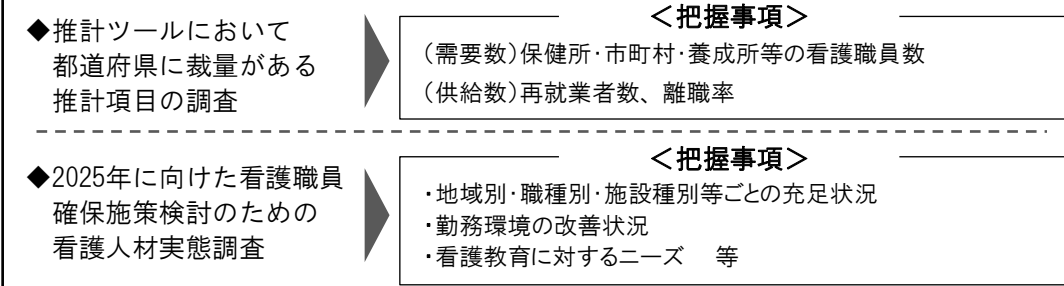 ◆推計ツールにおいて
都道府県に裁量がある
推計項目の調査
＜把握事項＞
(需要数)保健所･市町村･養成所等の看護職員数
(供給数)再就業者数、離職率
◆2025年に向けた看護職員
確保施策検討のための
看護人材実態調査
＜把握事項＞
･地域別･職種別･施設種別等ごとの充足状況
･勤務環境の改善状況
･看護教育に対するニーズ　等